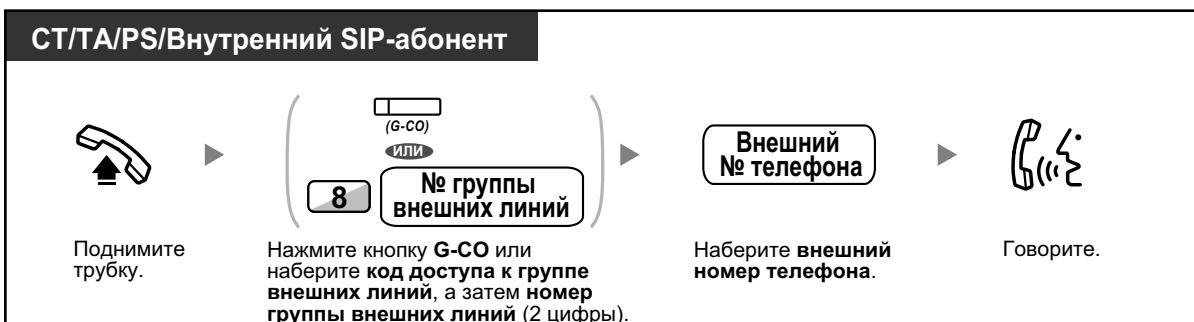 СТ/ТА/PS/Внутренний SIP-абонент
(G-CO)
ИЛИ
8
№ группы
внешних линий
Внешний
№ телефона
Поднимите
трубку.
Нажмите кнопку G-CO или
наберите код доступа к группе
внешних линий, а затем номер
группы внешних линий (2 цифры).
Наберите внешний
номер телефона.
Говорите.